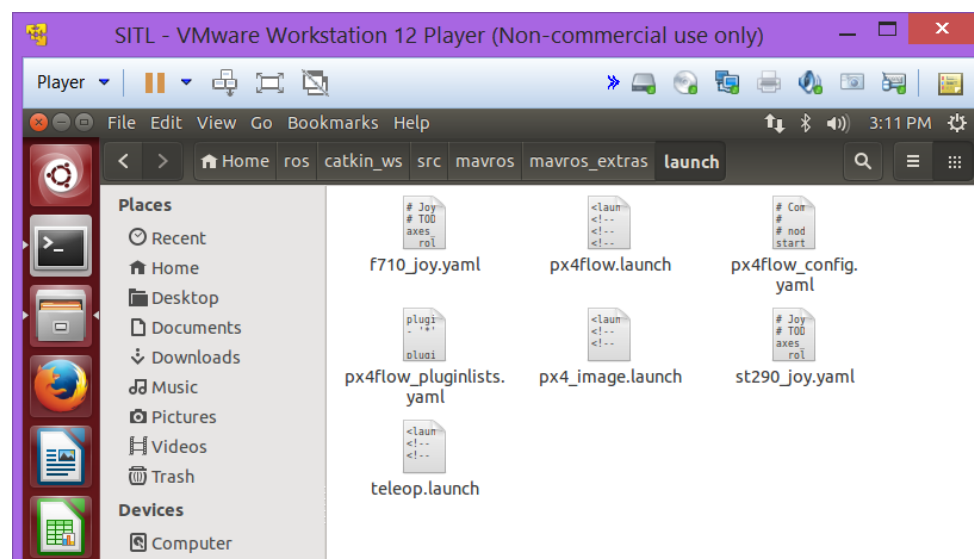 SITL - VMware Workstation 12 Player (Non-commercial use only)
Player
File Edit View Go Bookmarks Help 3:11 PM
Home ros catkin_ws src mavros mavros_extras launch
Places
Recent
Home
Desktop
Documents
Downloads
Music
Pictures
Videos
Trash
Devices
Computer
# Joy
# TOD
axes_
rol
f710_joy.yaml
<laun
<!--
<!--
<!--
px4flow.launch
# Com
#
# nod
start
px4flow_config.
yaml
plugi
- '*'
plugi
px4flow_pluginlists.
yaml
<laun
<!--
<!--
px4_image.launch
# Joy
# TOD
axes_
rol
st290_joy.yaml
<laun
<!--
<!--
teleop.launch